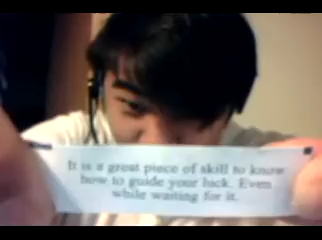 It is a great piece of skill to know
how to guide your luck. Even
while waiting for it.